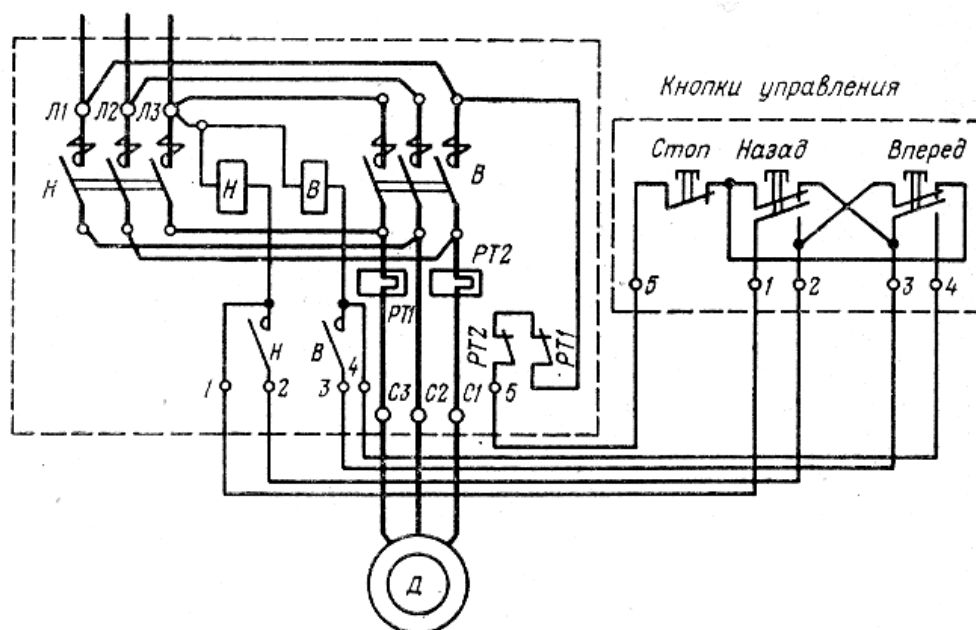 Кнопки управления
Л1 Л2 Л3
Стоп Назад Вперед
Н Н В В
РТ2
РТ1
5 1 2 3 4
РТ2 РТ1
Н В 4
1 2 3 С3 С2 С1 5
Д